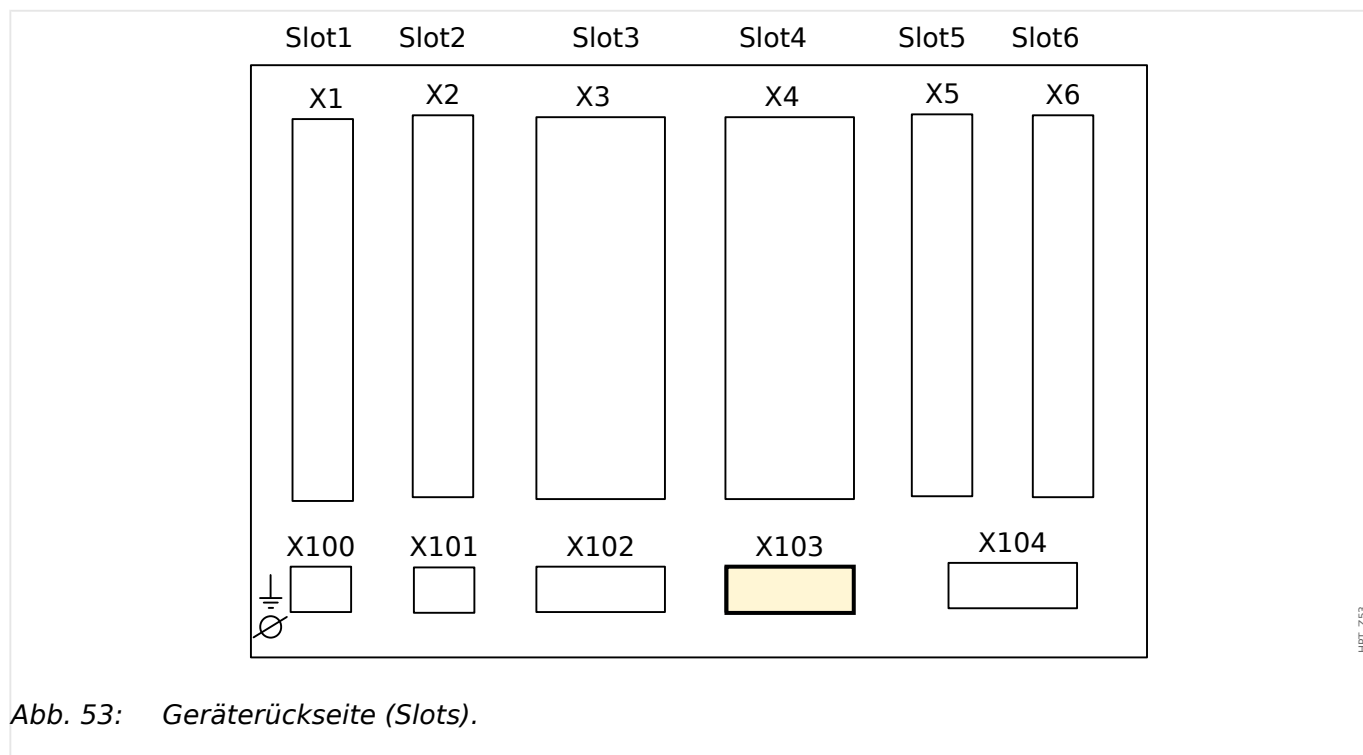 Slot1 Slot2 Slot3 Slot4 Slot5 Slot6
X1 X2 X3 X4 X5 X6
X100 X101 X102 X103 X104
Abb. 53: Geräterückseite (Slots).